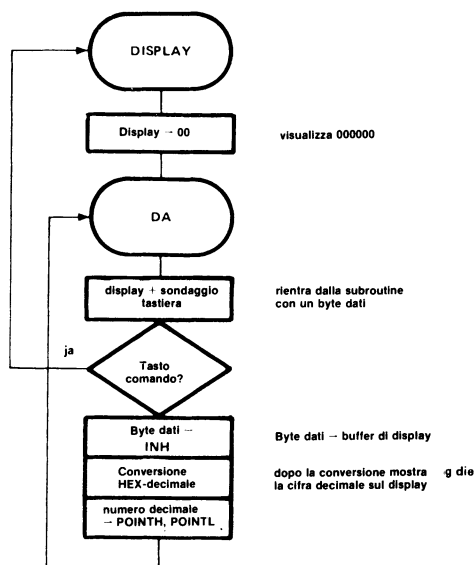 DISPLAY
Display – 00
visualizza 000000
DA
display + sondaggio
tastiera
rientra dalla subroutine
con un byte dati
ja
Tasto
comando?
Byte dati –
INH
Byte dati – buffer di display
Conversione
HEX-decimale
dopo la conversione mostra g die
la cifra decimale sul display
numero decimale
– POINTH, POINTL